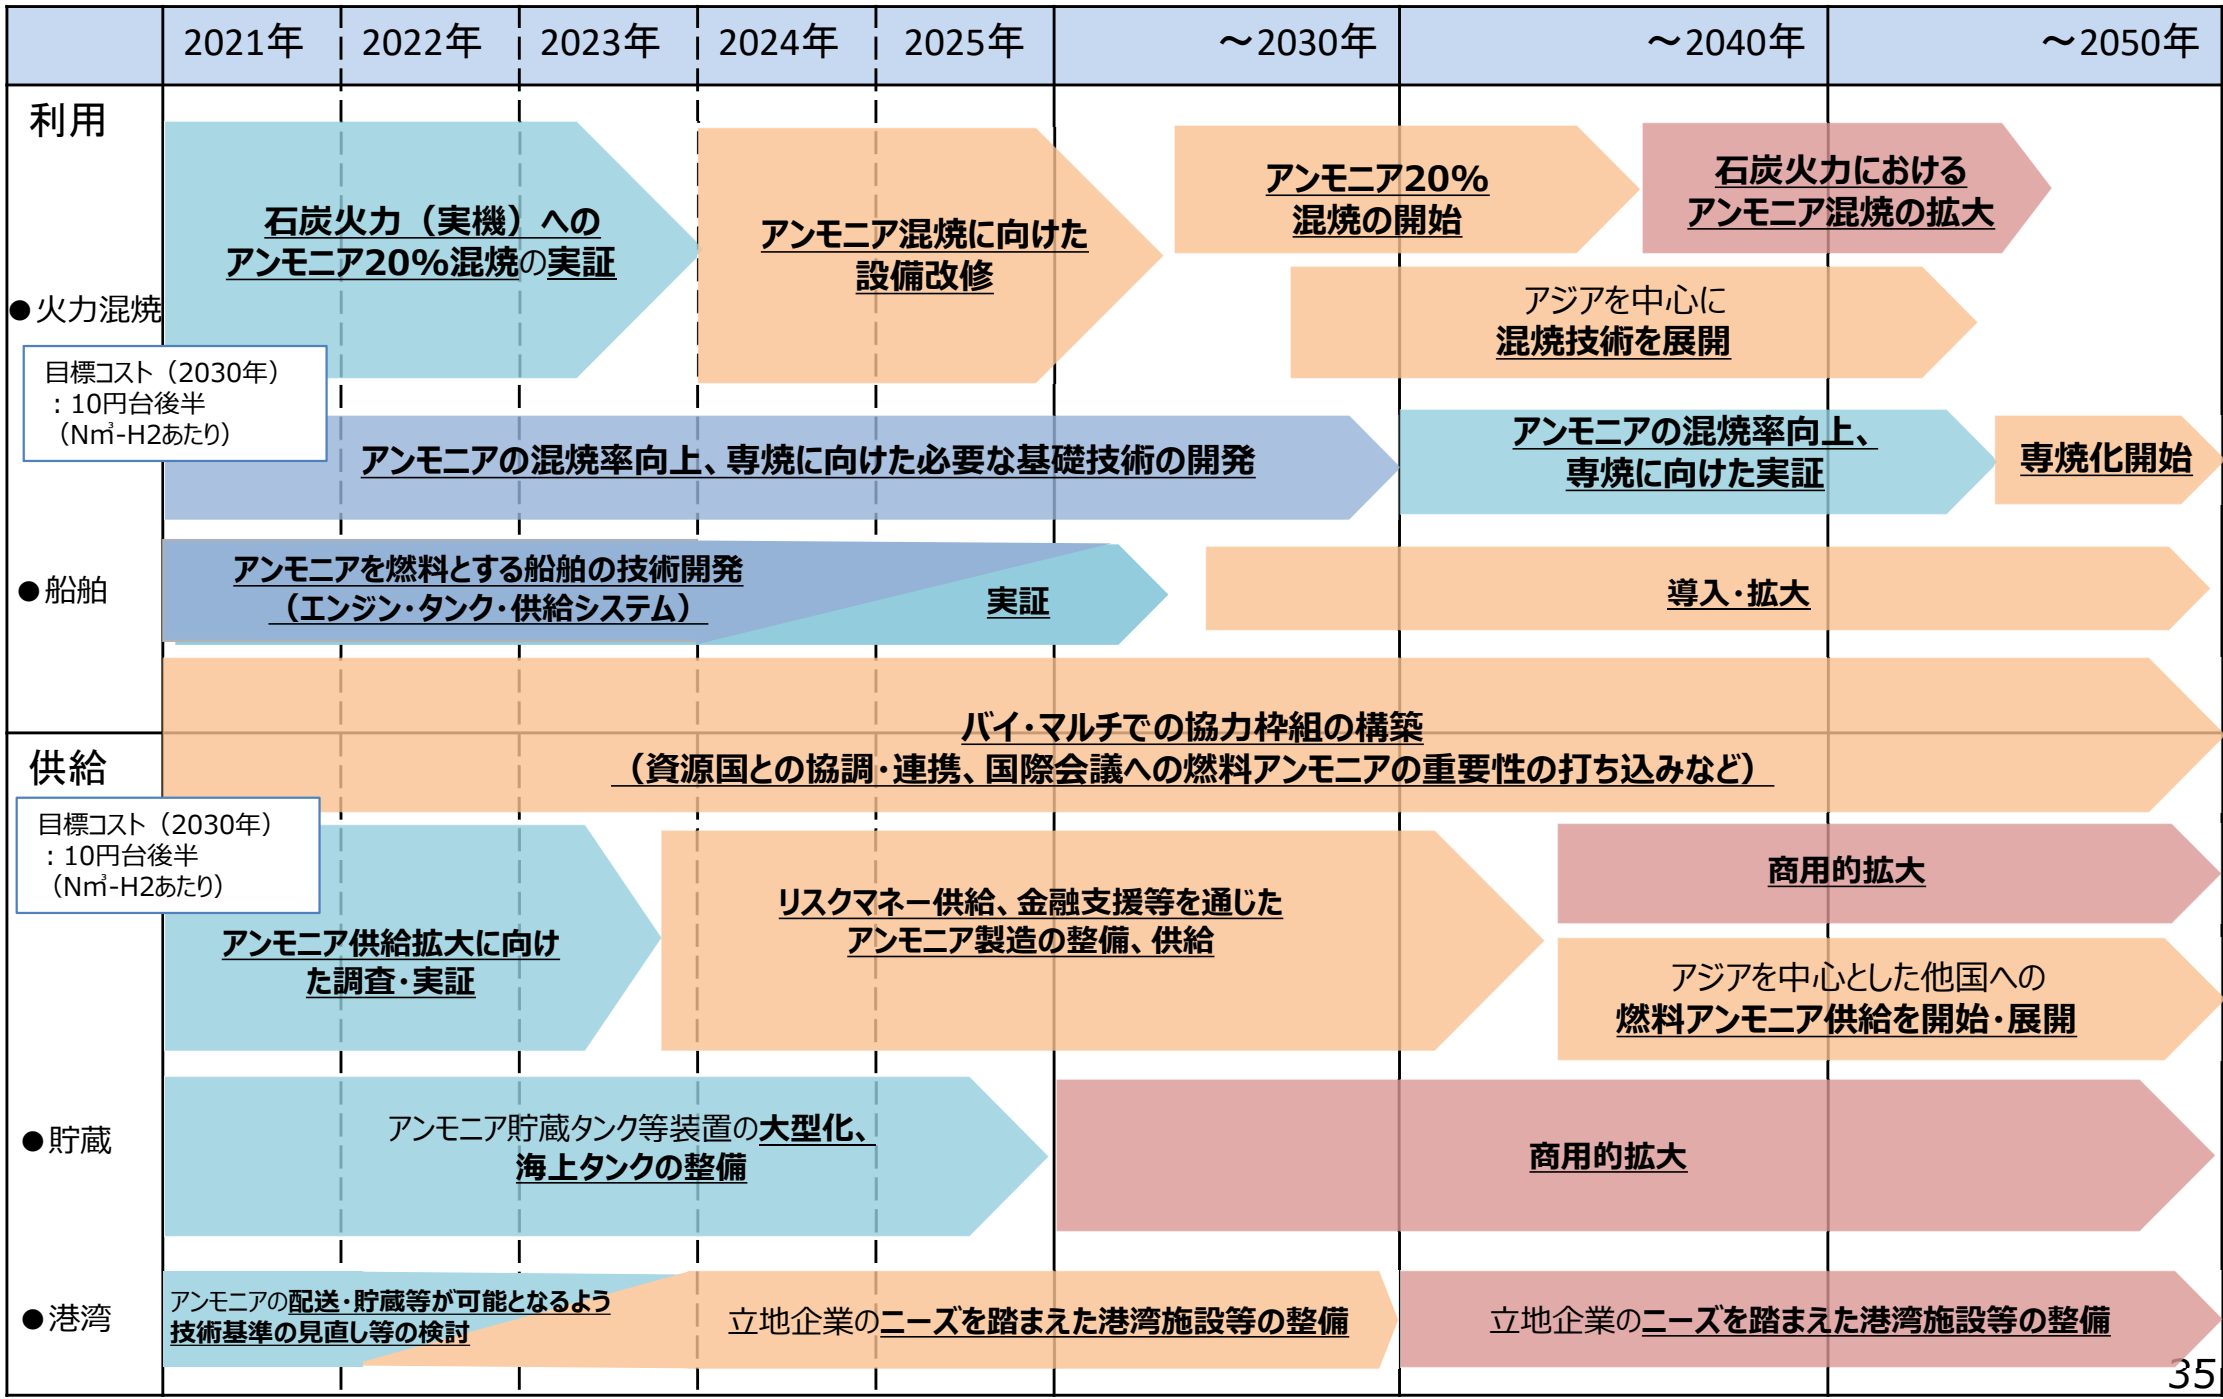 2021年 2022年 2023年 2024年 2025年 ～2030年 ～2040年 ～2050年
利用
●火力混焼
目標コスト（2030年）
：10円台後半
（Nm³-H2あたり）
石炭火力（実機）への
アンモニア20%混焼の実証
アンモニア混焼に向けた
設備改修
アンモニア20%
混焼の開始
石炭火力における
アンモニア混焼の拡大
アジアを中心に
混焼技術を展開
アンモニアの混焼率向上、専焼に向けた必要な基礎技術の開発
アンモニアの混焼率向上、
専焼に向けた実証
専焼化開始
●船舶
アンモニアを燃料とする船舶の技術開発
（エンジン・タンク・供給システム）
実証
導入・拡大
バイ・マルチでの協力枠組の構築
（資源国との協調・連携、国際会議への燃料アンモニアの重要性の打ち込みなど）
供給
目標コスト（2030年）
：10円台後半
（Nm³-H2あたり）
アンモニア供給拡大に向け
た調査・実証
リスクマネー供給、金融支援等を通じた
アンモニア製造の整備、供給
商用的拡大
アジアを中心とした他国への
燃料アンモニア供給を開始・展開
●貯蔵
アンモニア貯蔵タンク等装置の大型化、
海上タンクの整備
商用的拡大
●港湾
アンモニアの配送・貯蔵等が可能となるよう
技術基準の見直し等の検討
立地企業のニーズを踏まえた港湾施設等の整備
立地企業のニーズを踏まえた港湾施設等の整備
35